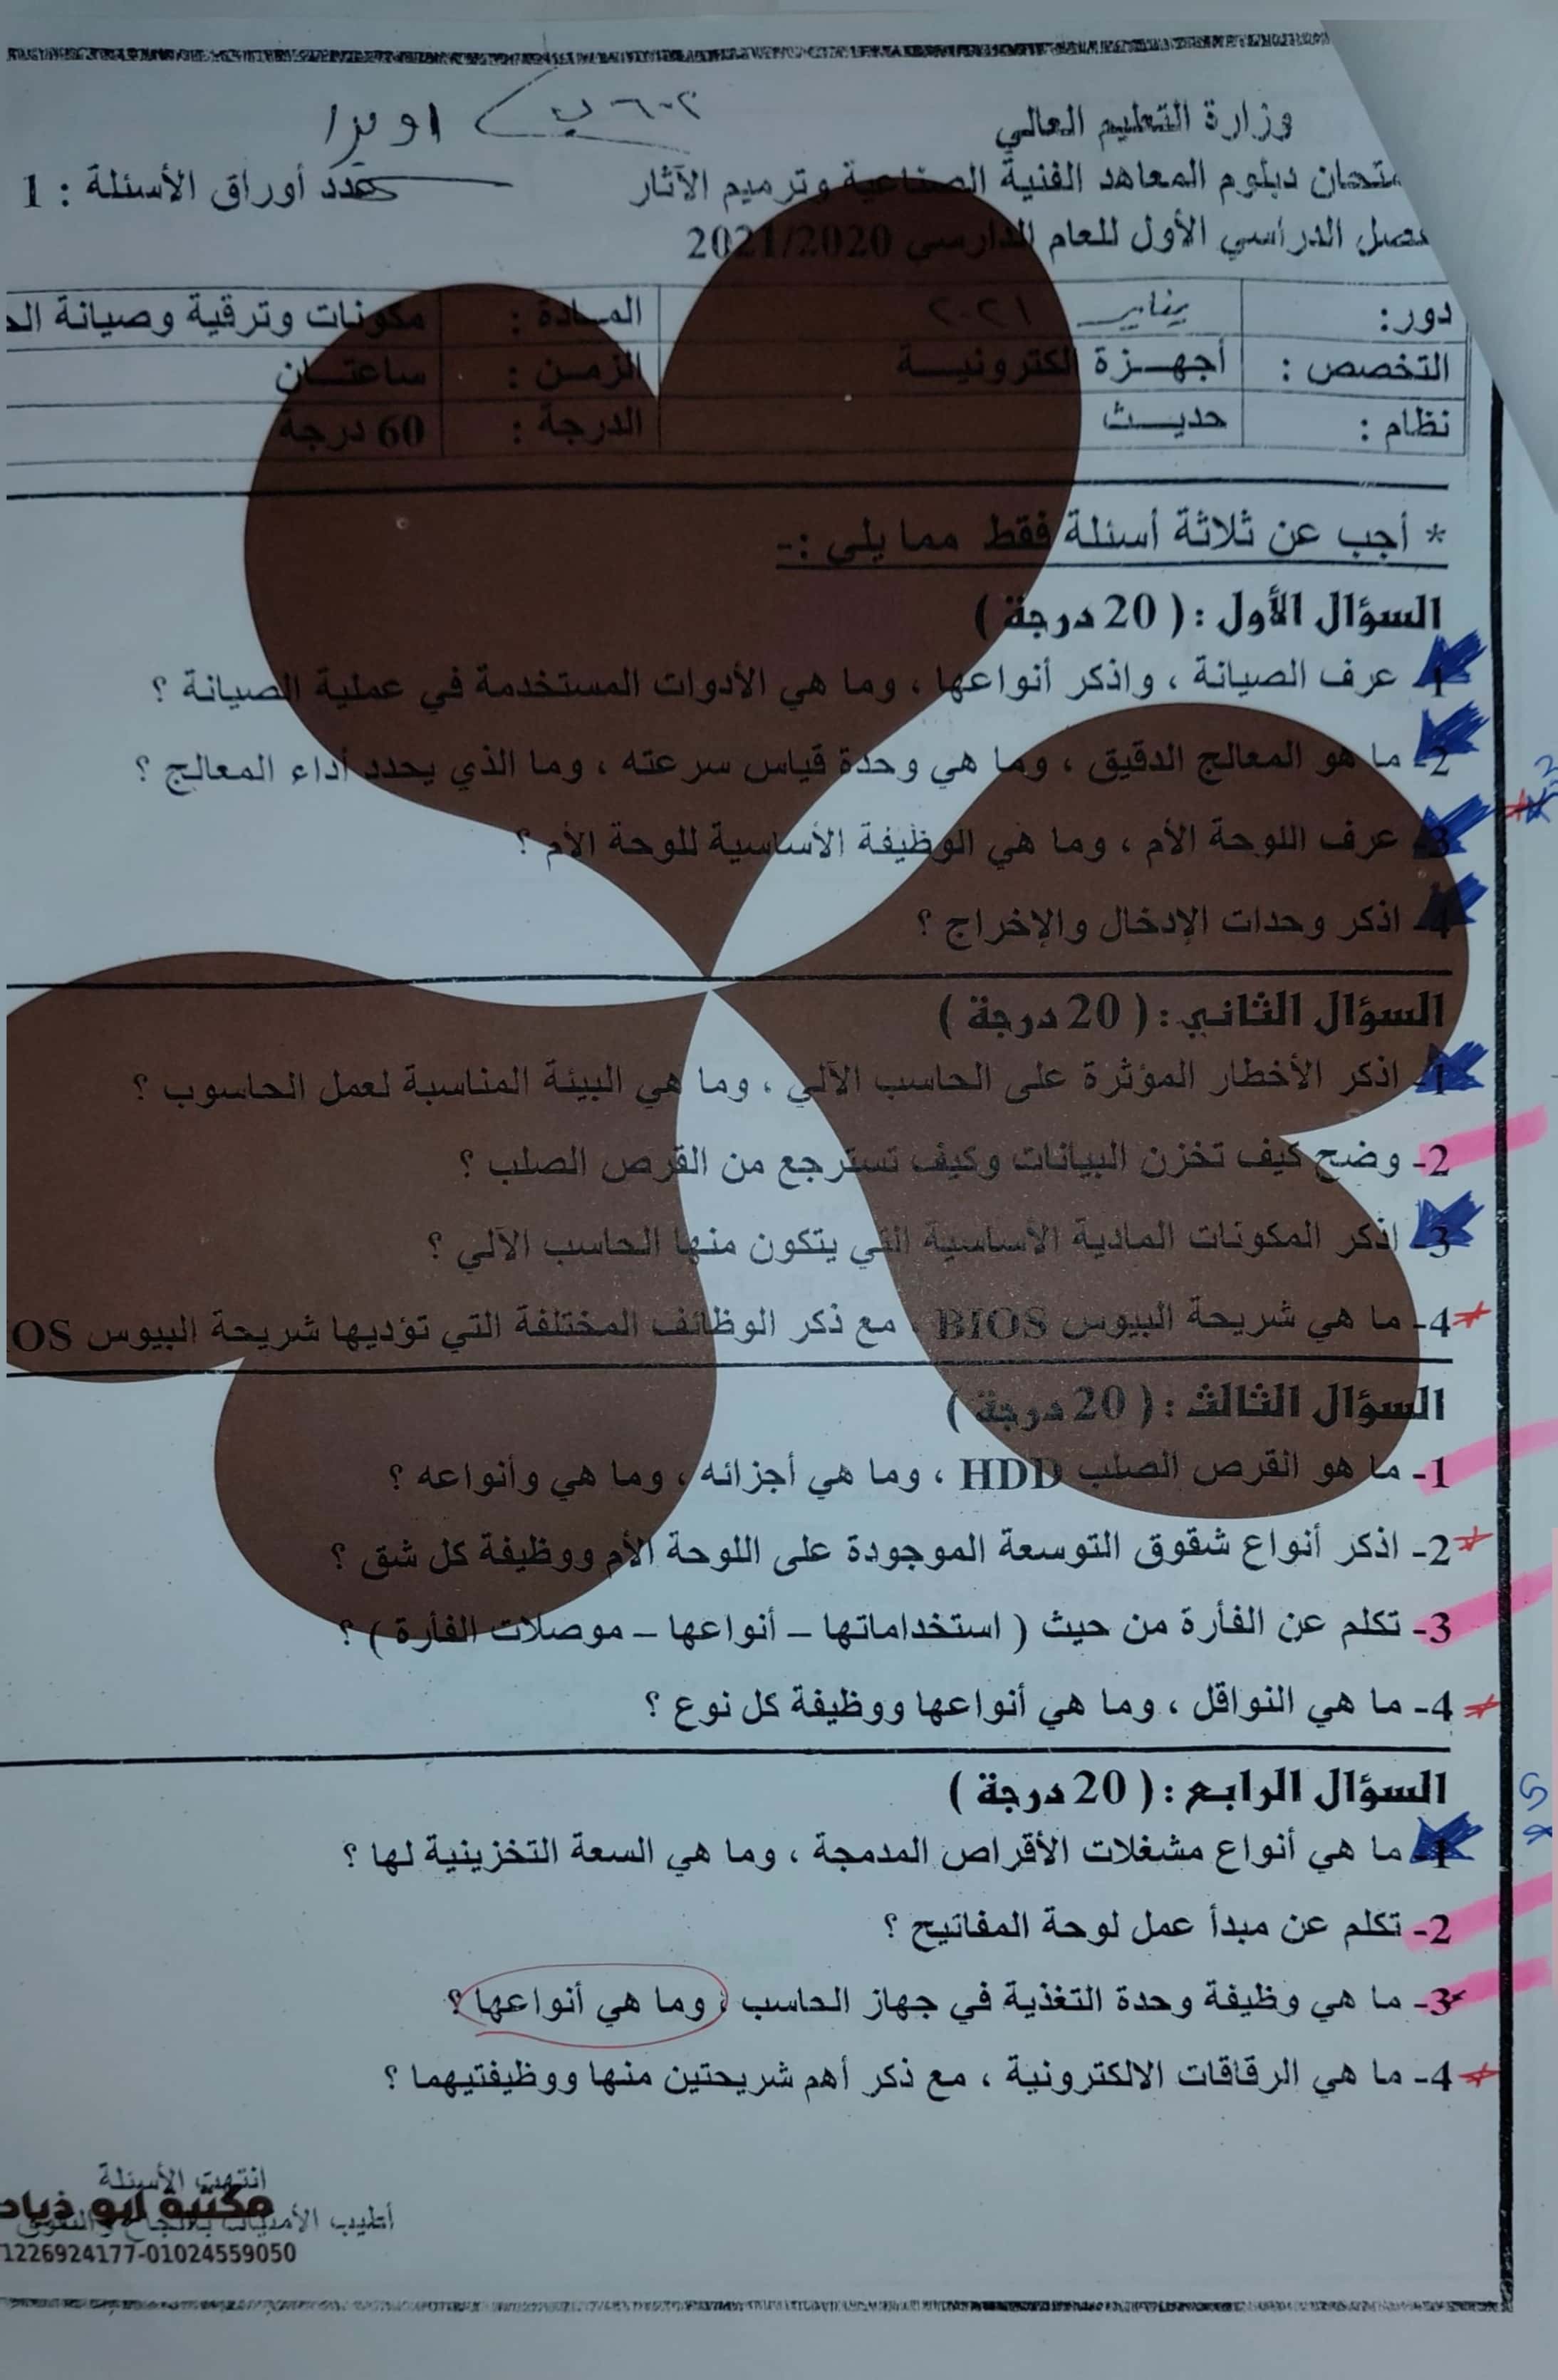 وزارة التعليم العالي
متحان دبلوم المعاهد الفنية الصناعية وترميم الآثار
عدد أوراق الأسئلة : 1
صل الدراسي الأول للعام الدارسي 2021/2020
دور: يناير ٢٠٢١ المادة : مكونات وترقية وصيانة الح
التخصص : أجهزة الكترونية الزمن : ساعتان
نظام : حديث الدرجة : 60 درجة
* أجب عن ثلاثة أسئلة فقط مما يلي :-
السؤال الأول : ( 20 درجة )
1- عرف الصيانة ، واذكر أنواعها ، وما هي الأدوات المستخدمة في عملية الصيانة ؟
2- ما هو المعالج الدقيق ، وما هي وحدة قياس سرعته ، وما الذي يحدد أداء المعالج ؟
3- عرف اللوحة الأم ، وما هي الوظيفة الأساسية للوحة الأم ؟
4- اذكر وحدات الإدخال والإخراج ؟
السؤال الثاني : ( 20 درجة )
1- اذكر الأخطار المؤثرة على الحاسب الآلي ، وما هي البيئة المناسبة لعمل الحاسوب ؟
2- وضح كيف تخزن البيانات وكيف تسترجع من القرص الصلب ؟
3- اذكر المكونات المادية الأساسية التي يتكون منها الحاسب الآلي ؟
4- ما هي شريحة البيوس BIOS ، مع ذكر الوظائف المختلفة التي تؤديها شريحة البيوس OS
السؤال الثالث : ( 20 درجة )
1- ما هو القرص الصلب HDD ، وما هي أجزائه ، وما هي وأنواعه ؟
2- اذكر أنواع شقوق التوسعة الموجودة على اللوحة الأم ووظيفة كل شق ؟
3- تكلم عن الفأرة من حيث ( استخداماتها – أنواعها – موصلات الفأرة ) ؟
4- ما هي النواقل ، وما هي أنواعها ووظيفة كل نوع ؟
السؤال الرابع : ( 20 درجة )
1- ما هي أنواع مشغلات الأقراص المدمجة ، وما هي السعة التخزينية لها ؟
2- تكلم عن مبدأ عمل لوحة المفاتيح ؟
3- ما هي وظيفة وحدة التغذية في جهاز الحاسب ، وما هي أنواعها ؟
4- ما هي الرقاقات الالكترونية ، مع ذكر أهم شريحتين منها ووظيفتيهما ؟
انتهت الأسئلة
أطيب الأمنيات بالنجاح والتفوق
مكتبة ابو زياد
1226924177-01024559050